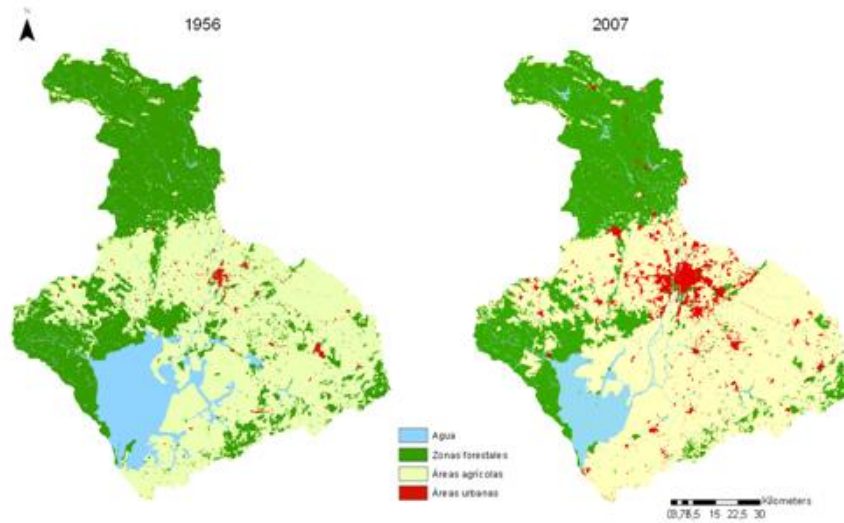 N
1956
2007
Agua
Zonas forestales
Áreas agrícolas
Áreas urbanas
Kilometers
15 22,5 30